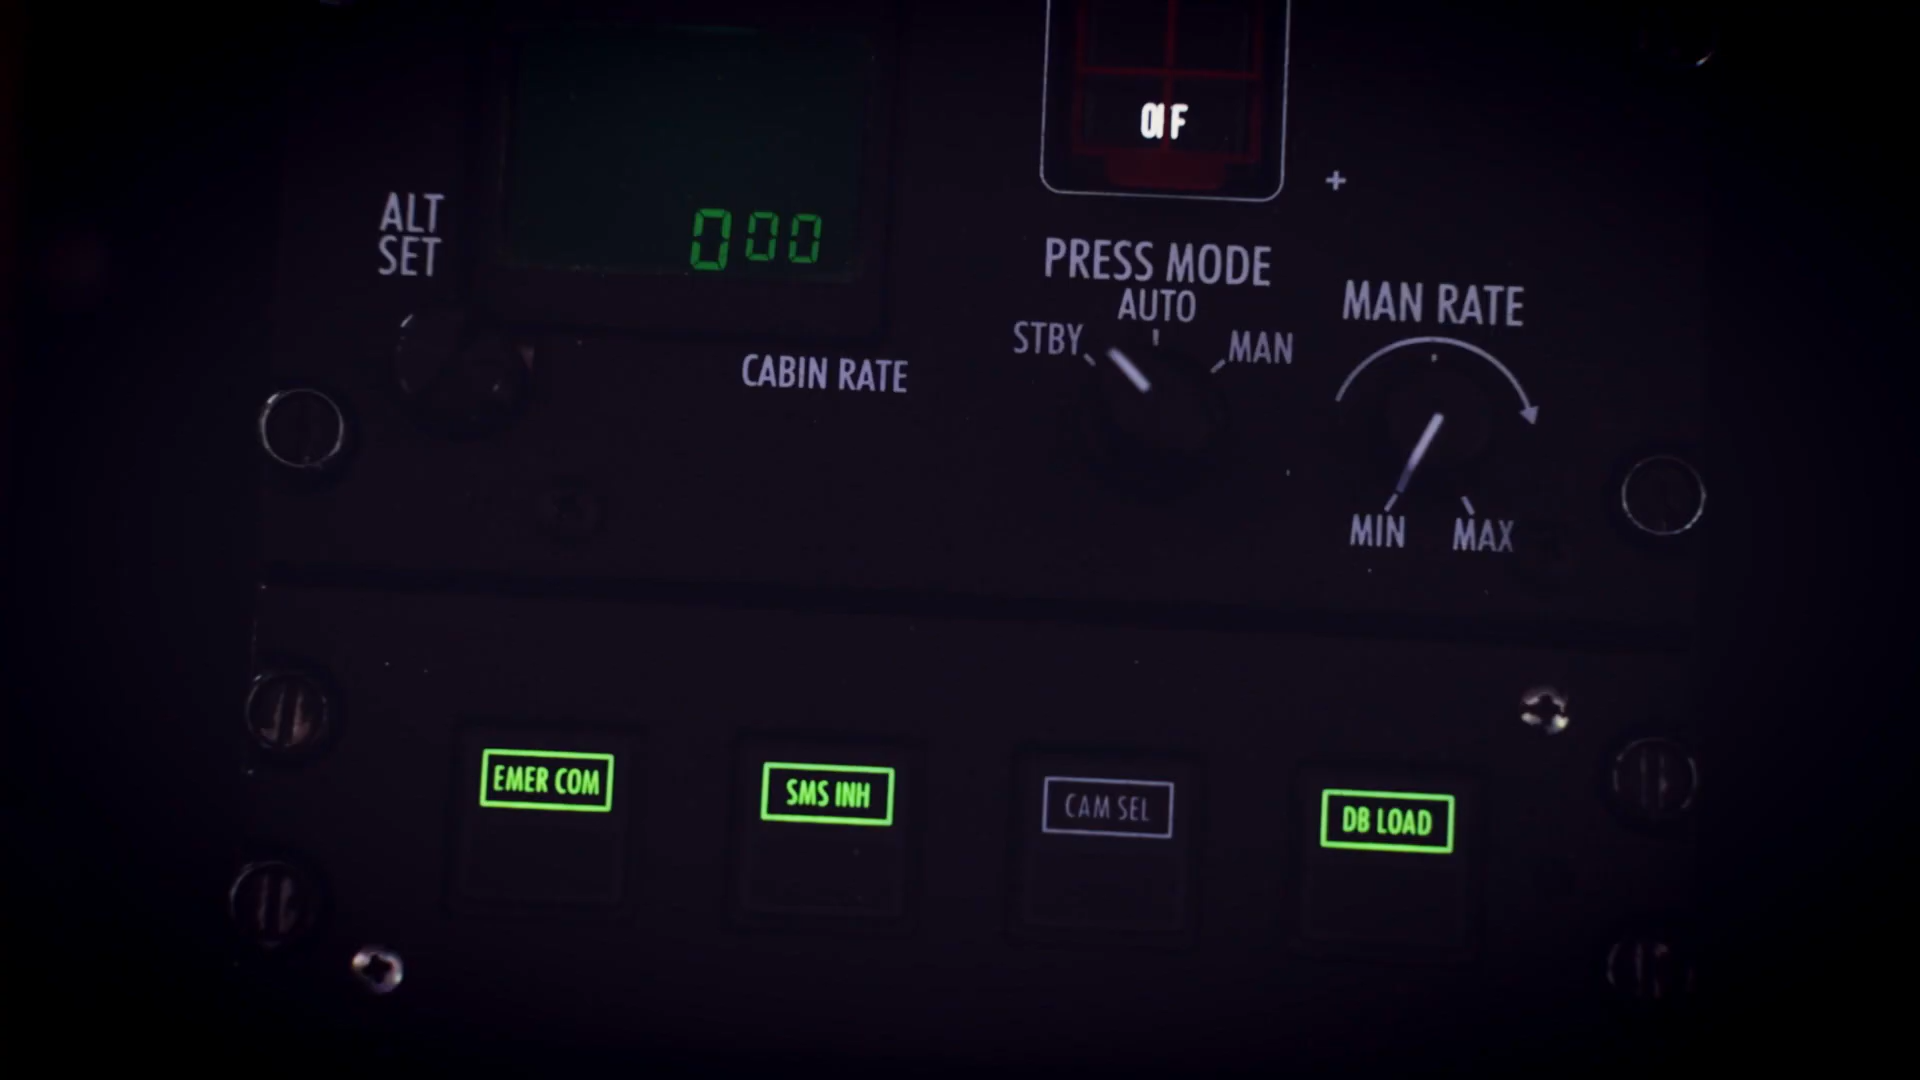 ALT
SET
000
CABIN RATE
PRESS MODE
STBY
AUTO
MAN
MAN RATE
MIN
MAX
EMER COM
SMS INH
CAM SEL
DB LOAD